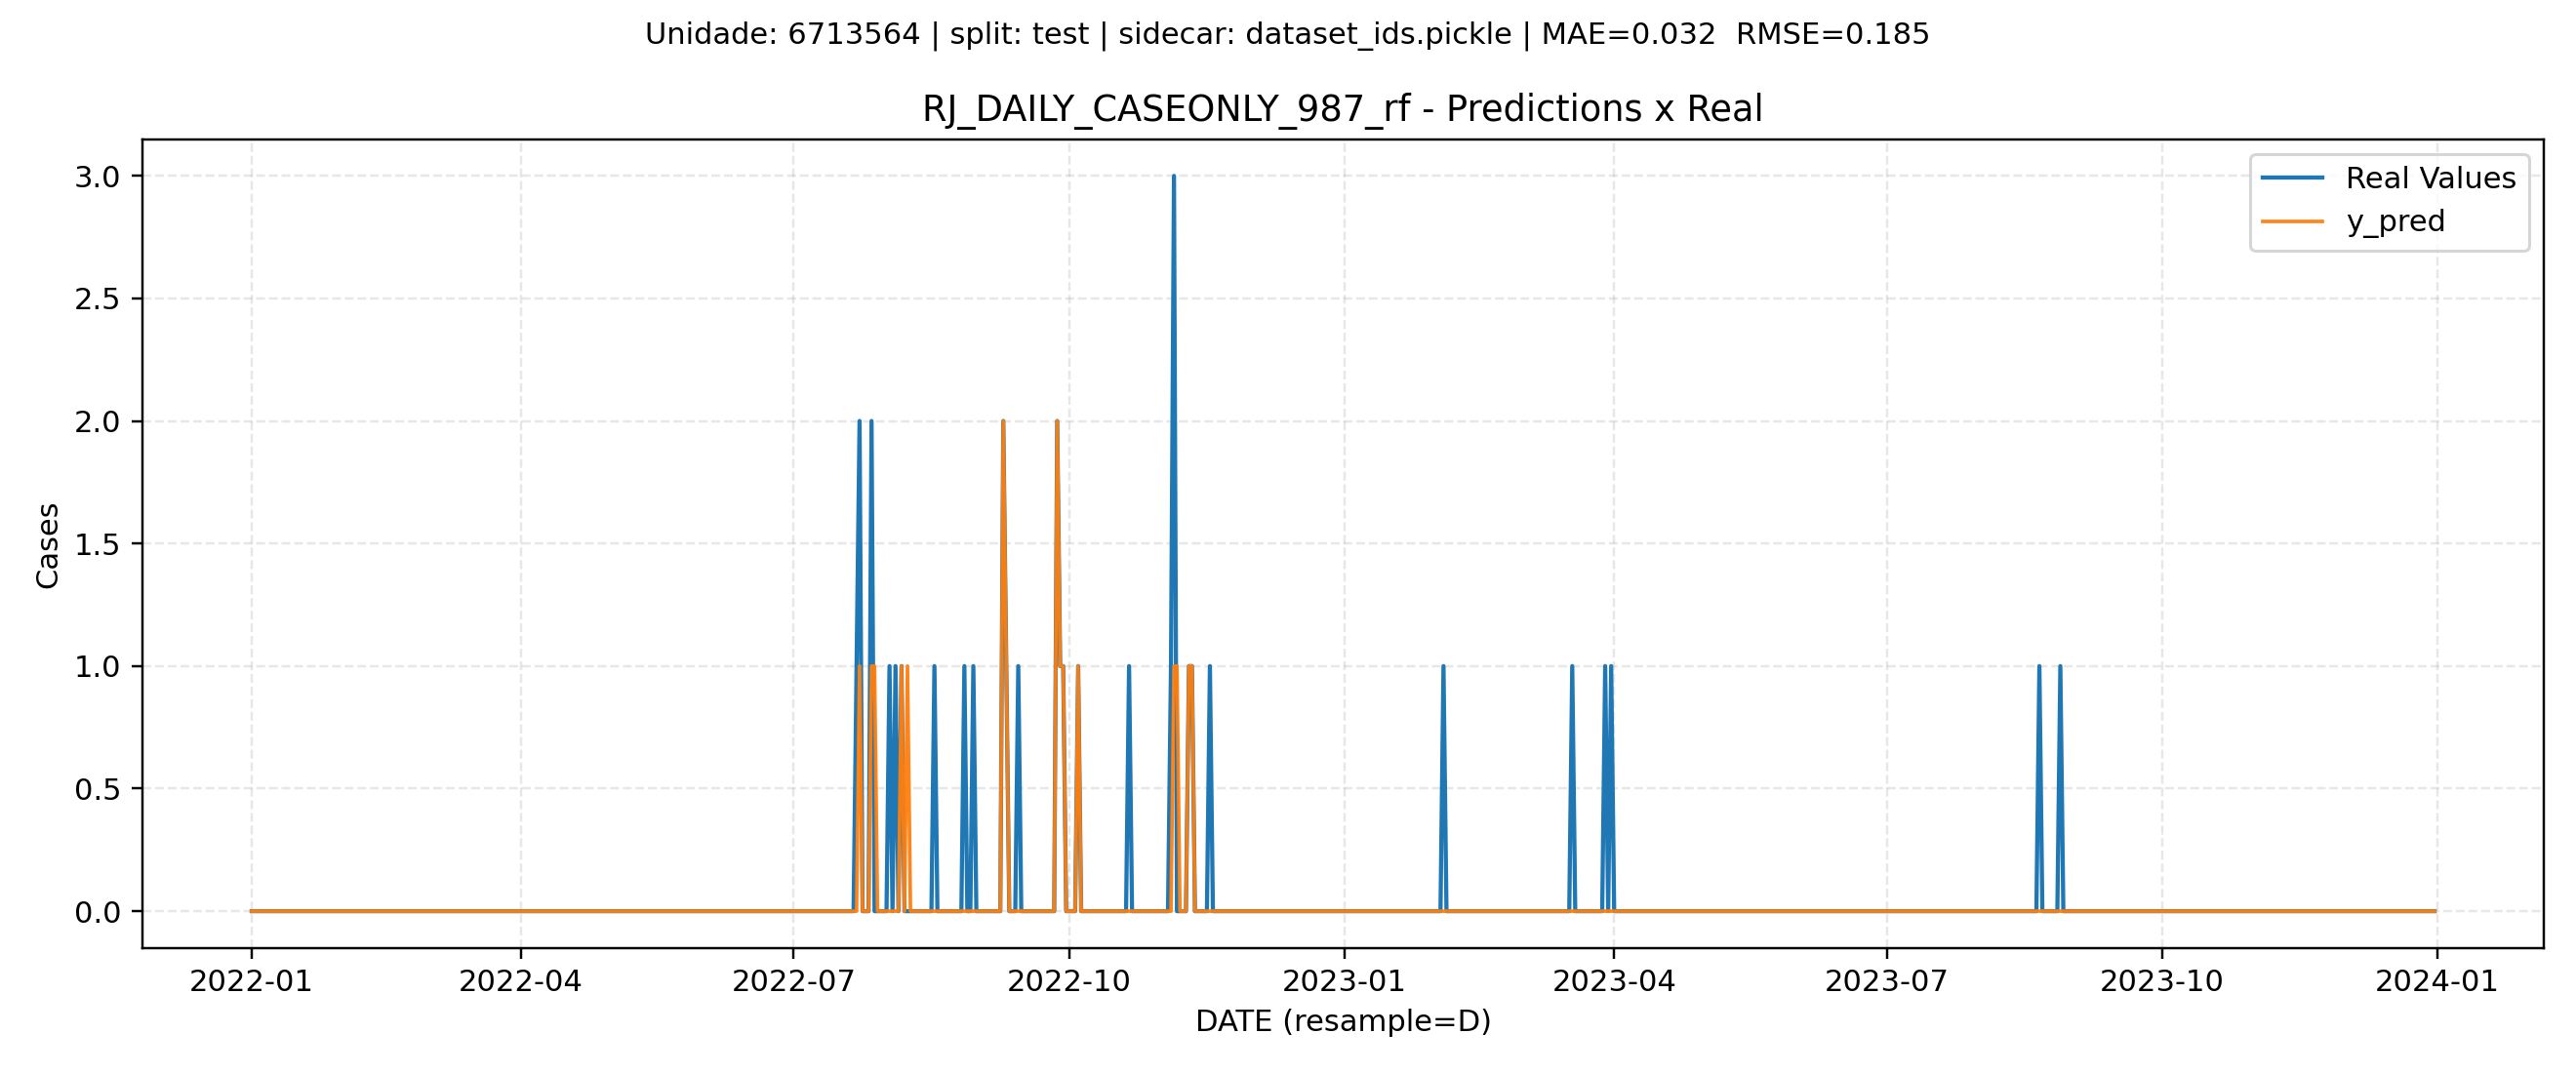 Unidade: 6713564 | split: test | sidecar: dataset_ids.pickle | MAE=0.032  RMSE=0.185
RJ_DAILY_CASEONLY_987_rf - Predictions x Real
Real Values
y_pred
3.0
2.5
2.0
1.5
1.0
0.5
0.0
Cases
2022-01
2022-04
2022-07
2022-10
2023-01
2023-04
2023-07
2023-10
2024-01
DATE (resample=D)